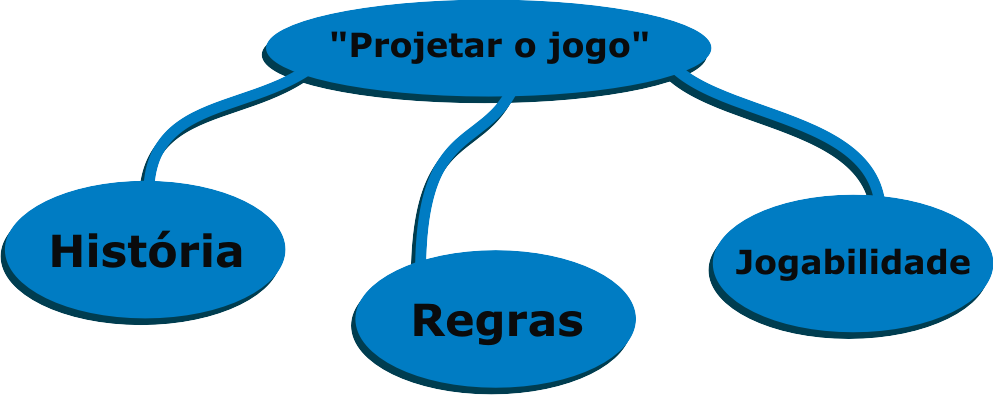 "Projetar o jogo"
História
Regras
Jogabilidade